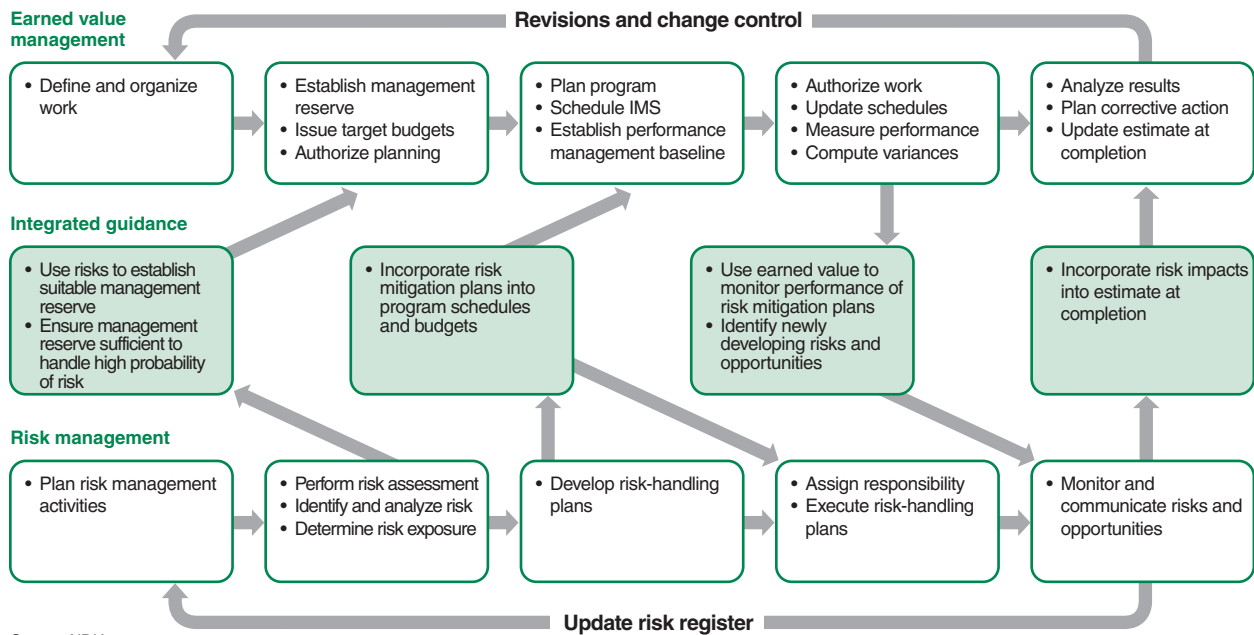 Earned value
management
Revisions and change control
• Define and organize
work
• Establish management
reserve
• Issue target budgets
• Authorize planning
• Plan program
• Schedule IMS
• Establish performance
management baseline
• Authorize work
• Update schedules
• Measure performance
• Compute variances
• Analyze results
• Plan corrective action
• Update estimate at
completion
Integrated guidance
• Use risks to establish
suitable management
reserve
• Ensure management
reserve sufficient to
handle high probability
of risk
• Incorporate risk
mitigation plans into
program schedules
and budgets
• Use earned value to
monitor performance of
risk mitigation plans
• Identify newly
developing risks and
opportunities
• Incorporate risk impacts
into estimate at
completion
Risk management
• Plan risk management
activities
• Perform risk assessment
• Identify and analyze risk
• Determine risk exposure
• Develop risk-handling
plans
• Assign responsibility
• Execute risk-handling
plans
• Monitor and
communicate risks and
opportunities
Update risk register